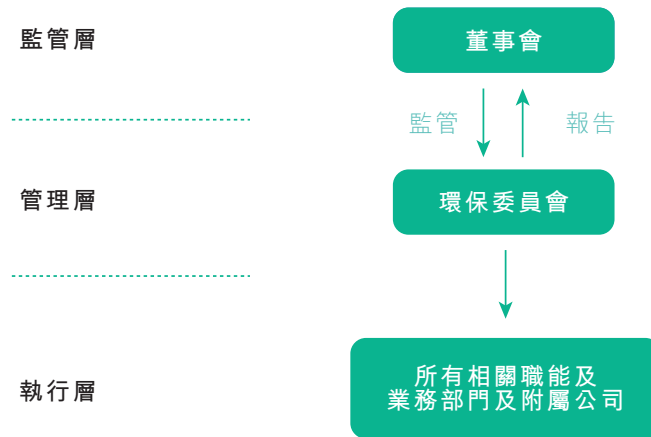 監管層
董事會
監管
報告
管理層
環保委員會
執行層
所有相關職能及
業務部門及附屬公司